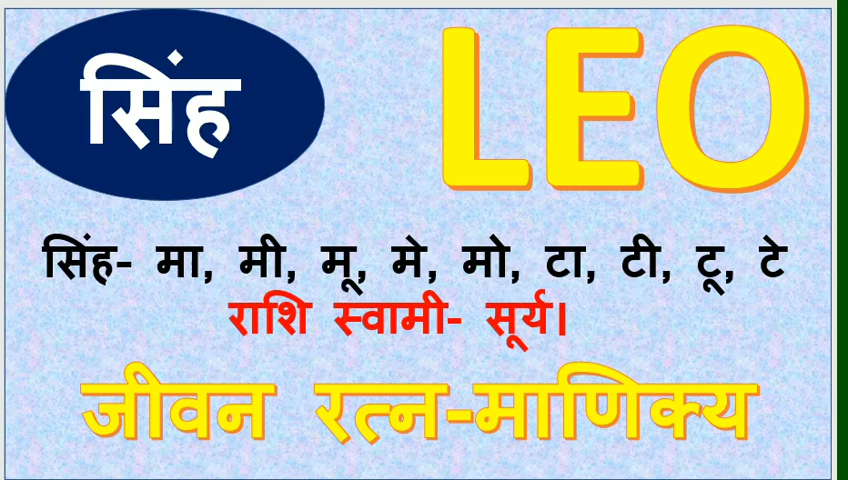 सिंह
LEO
सिंह- मा, मी, मू, मे, मो, टा, टी, टू, टे
राशि स्वामी- सूर्य।
जीवन रत्न-माणिक्य